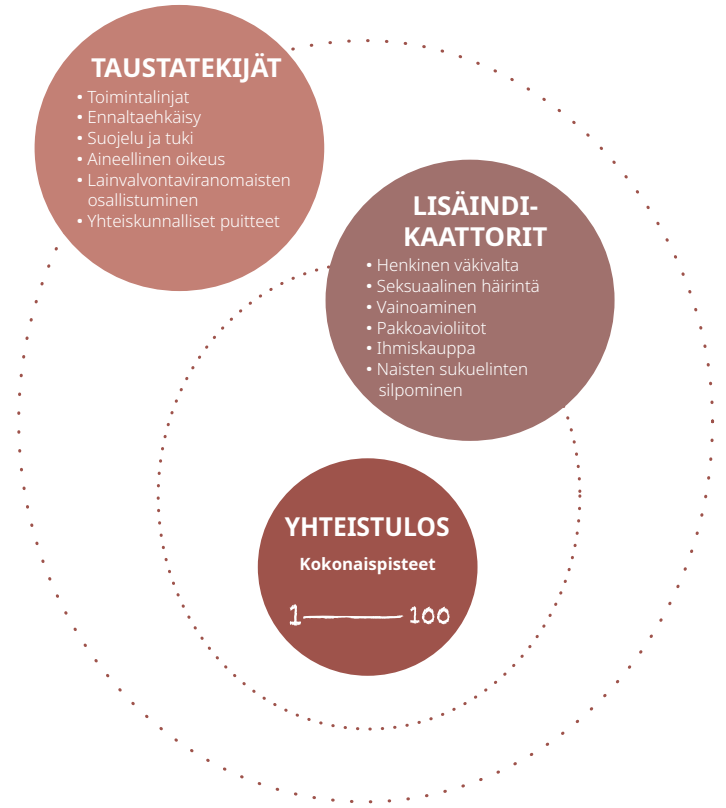 TAUSTATEKIJÄT
• Toimintalinjat
• Ennaltaehkäisy
• Suojelu ja tuki
• Aineellinen oikeus
• Lainvalvontaviranomaisten
osallistuminen
• Yhteiskunnalliset puitteet
LISÄINDI-
KAATTORIT
• Henkinen väkivalta
• Seksuaalinen häirintä
• Vainoaminen
• Pakkoavioliitot
• Ihmiskauppa
• Naisten sukuelinten
silpominen
YHTEISTULOS
Kokonaispisteet
1 100